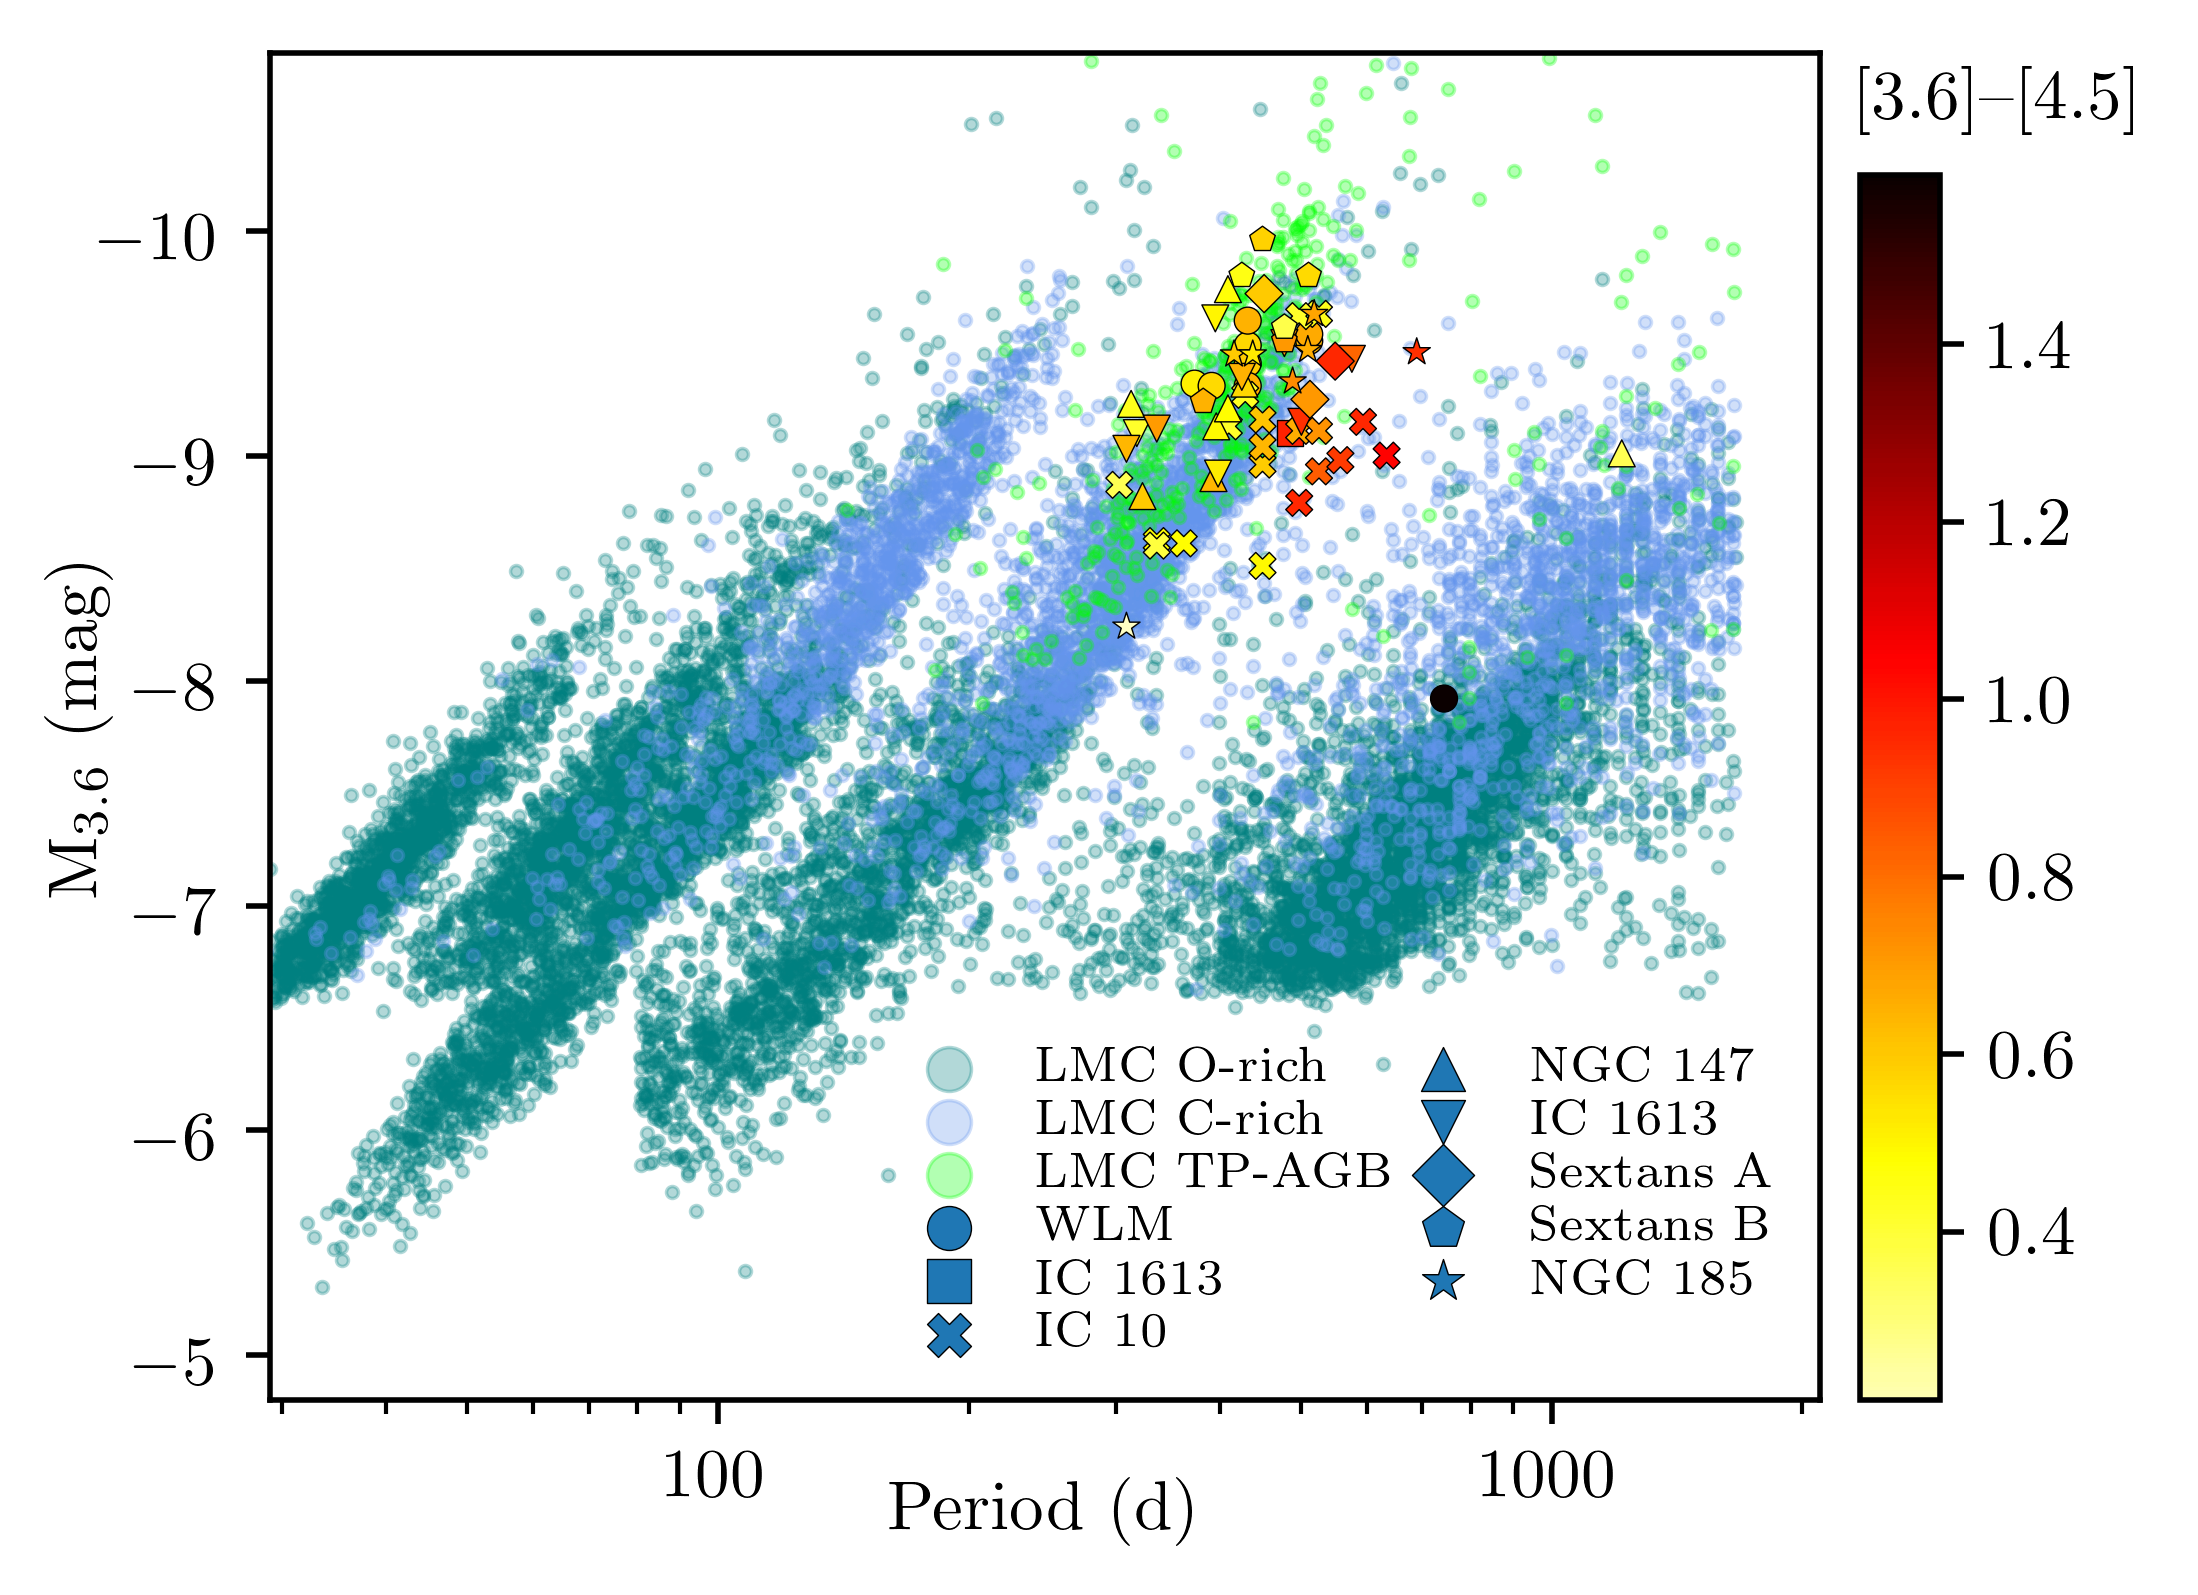 [3.6]–[4.5]
−10
−9
−8
−7
−6
−5
M3.6 (mag)
1.4
1.2
1.0
0.8
0.6
0.4
LMC O-rich
LMC C-rich
LMC TP-AGB
WLM
IC 1613
IC 10
NGC 147
IC 1613
Sextans A
Sextans B
NGC 185
100
1000
Period (d)